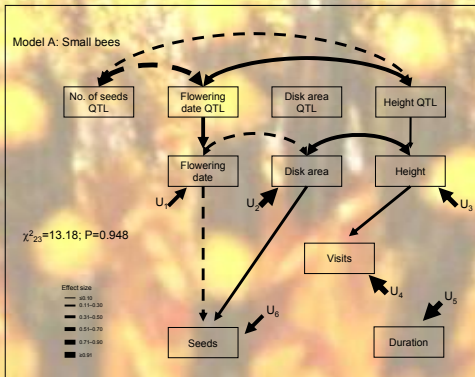 Model A: Small bees
No. of seeds
QTL
Flowering
date QTL
Disk area
QTL
Height QTL
Flowering
date
Disk area
Height
U1
U2
U3
χ²23=13.18; P=0.948
Visits
U4
U5
Effect size
≤0.10
0.11–0.30
0.31–0.50
0.51–0.70
0.71–0.90
≥0.91
U6
Seeds
Duration